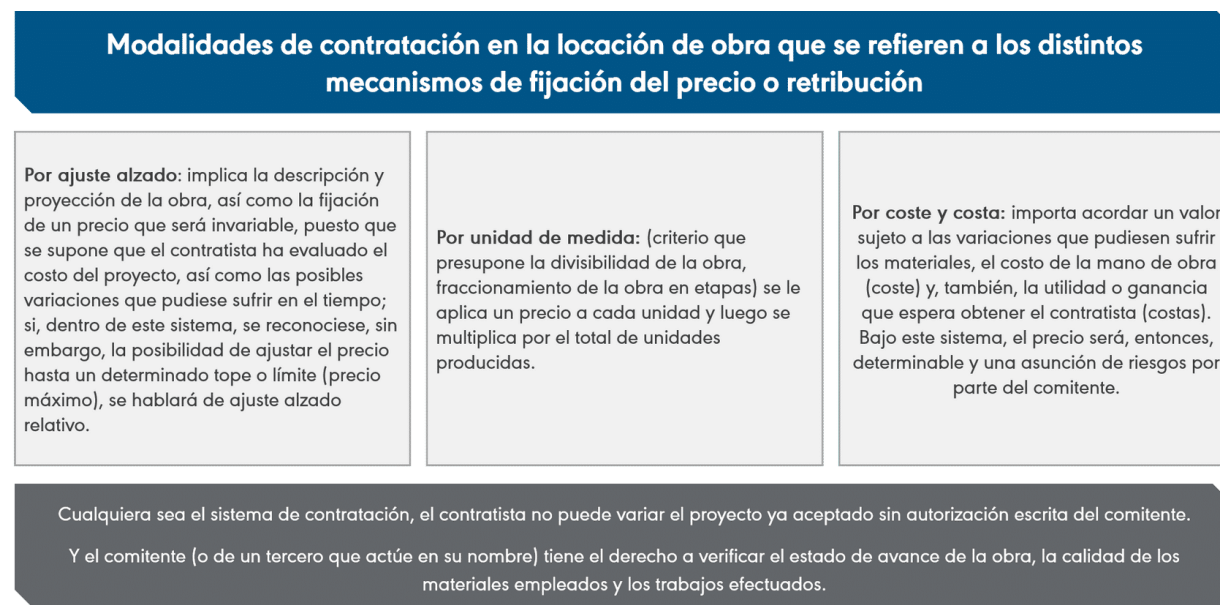 Modalidades de contratación en la locación de obra que se refieren a los distintos
mecanismos de fijación del precio o retribución
Por ajuste alzado: implica la descripción y
proyección de la obra, así como la fijación
de un precio que será invariable, puesto que
se supone que el contratista ha evaluado el
costo del proyecto, así como las posibles
variaciones que pudiese sufrir en el tiempo;
si, dentro de este sistema, se reconociese, sin
embargo, la posibilidad de ajustar el precio
hasta un determinado tope o límite (precio
máximo), se hablará de ajuste alzado
relativo.
Por unidad de medida: (criterio que
presupone la divisibilidad de la obra,
fraccionamiento de la obra en etapas) se le
aplica un precio a cada unidad y luego se
multiplica por el total de unidades
producidas.
Por coste y costa: importa acordar un valor
sujeto a las variaciones que pudiesen sufrir
los materiales, el costo de la mano de obra
(coste) y, también, la utilidad o ganancia
que espera obtener el contratista (costas).
Bajo este sistema, el precio será, entonces,
determinable y una asunción de riesgos por
parte del comitente.
Cualquiera sea el sistema de contratación, el contratista no puede variar el proyecto ya aceptado sin autorización escrita del comitente.
Y el comitente (o de un tercero que actúe en su nombre) tiene el derecho a verificar el estado de avance de la obra, la calidad de los
materiales empleados y los trabajos efectuados.